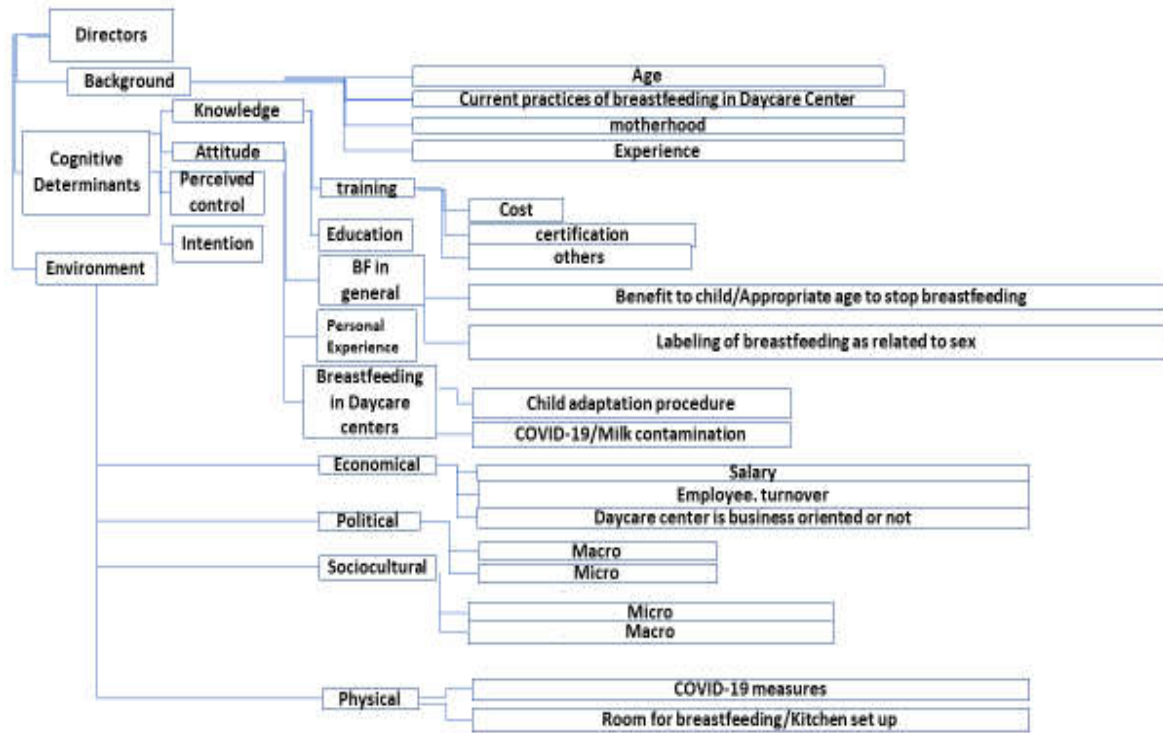 Directors
Background
Age
Current practices of breastfeeding in Daycare Center
motherhood
Experience
Cognitive
Determinants
Knowledge
Attitude
Perceived
control
Intention
training
Cost
certification
others
Education
BF in
general
Benefit to child/Appropriate age to stop breastfeeding
Labeling of breastfeeding as related to sex
Personal
Experience
Breastfeeding
in Daycare
centers
Child adaptation procedure
COVID-19/Milk contamination
Environment
Economical
Salary
Employee. turnover
Daycare center is business oriented or not
Political
Macro
Micro
Sociocultural
Micro
Macro
Physical
COVID-19 measures
Room for breastfeeding/Kitchen set up